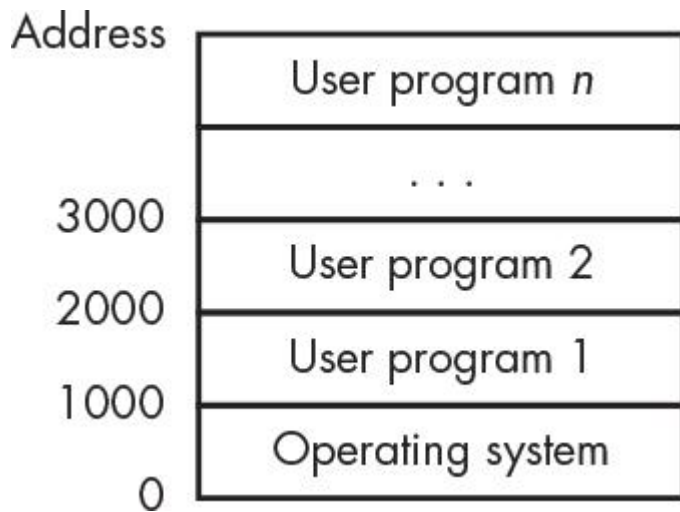 Address
User program n
. . .
3000
User program 2
2000
User program 1
1000
Operating system
0